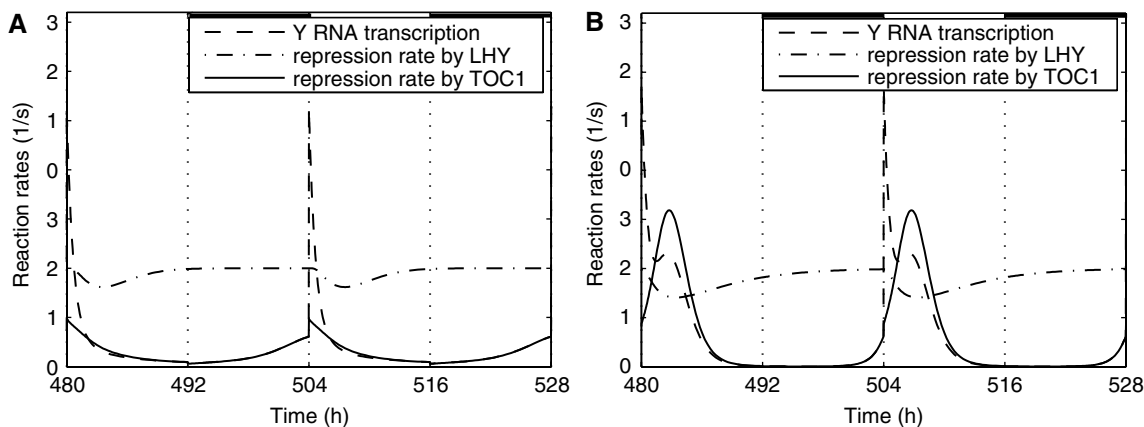 A
3
2
1
0
3
2
1
0
Reaction rates (1/s)
Y RNA transcription
repression rate by LHY
repression rate by TOC1
480
492
504
516
528
Time (h)
B
3
2
1
0
3
2
1
0
Reaction rates (1/s)
Y RNA transcription
repression rate by LHY
repression rate by TOC1
480
492
504
516
528
Time (h)